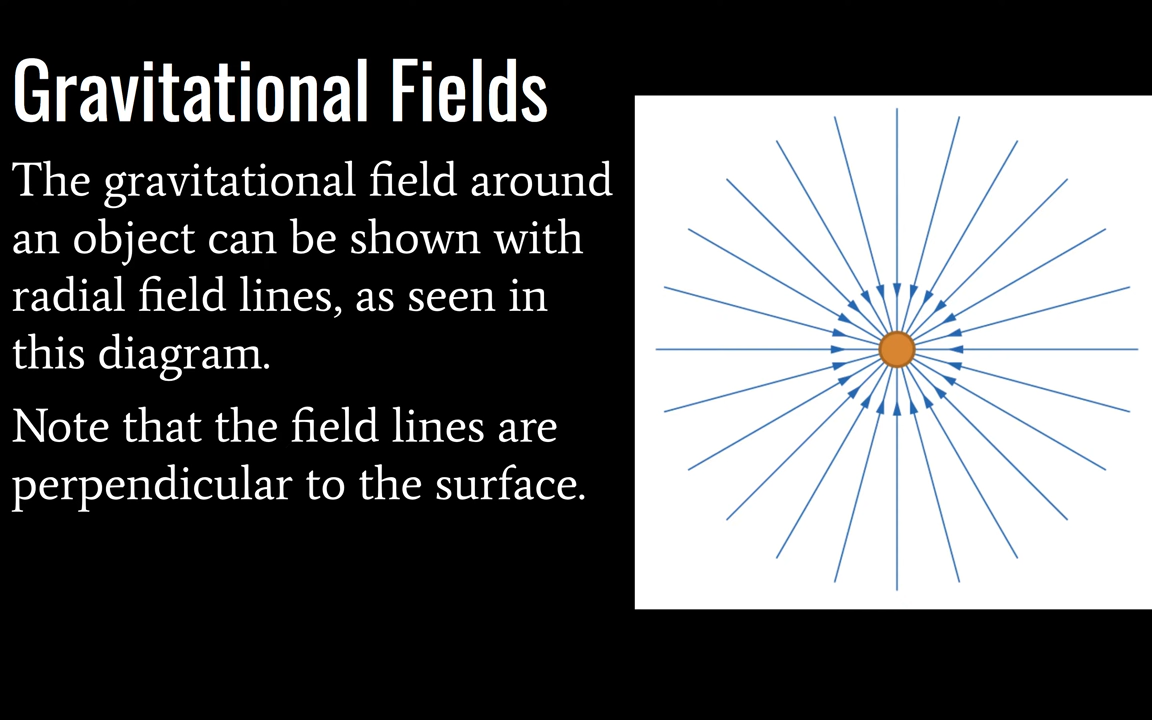 Gravitational Fields
The gravitational field around
an object can be shown with
radial field lines, as seen in
this diagram.
Note that the field lines are
perpendicular to the surface.